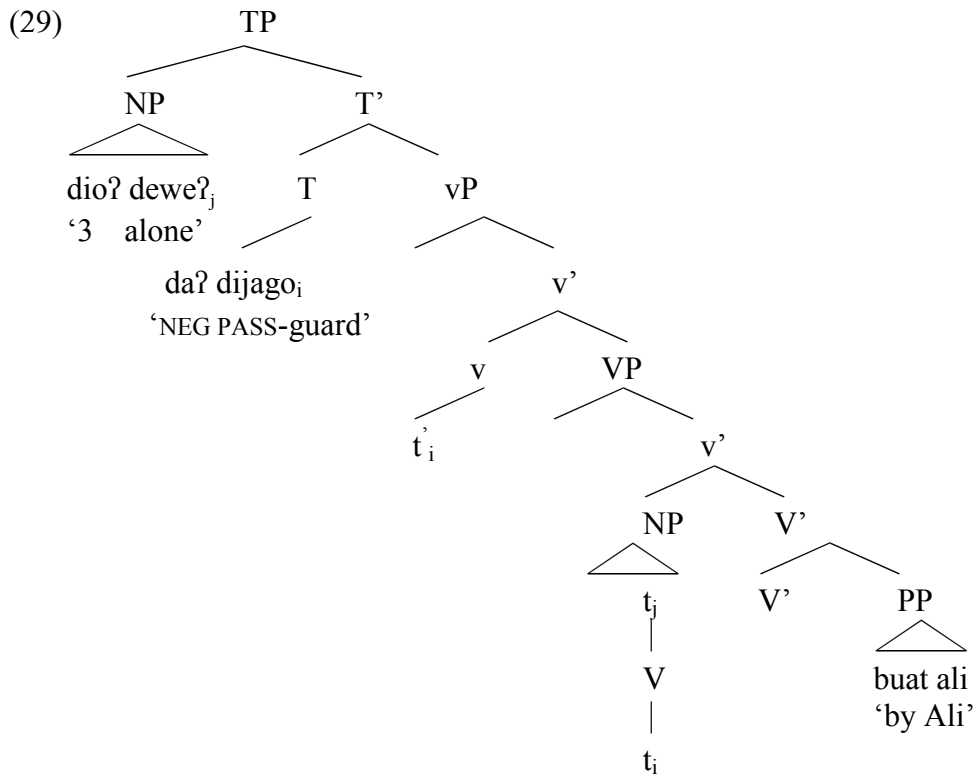 (29) TP
NP T’
dioʔ deweʔj T vP
‘3 alone’
daʔ dijagoi v’
‘NEG PASS-guard’
v VP
t’i v’
NP V’
tj V’ PP
V buat ali
‘by Ali’
ti